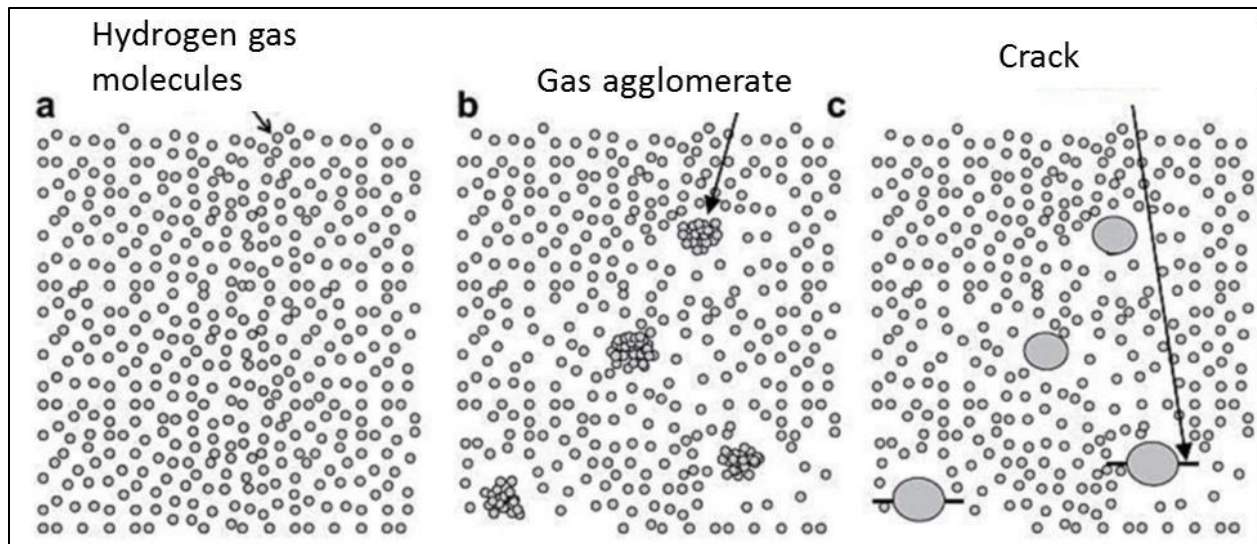 Hydrogen gas
molecules
Gas agglomerate
Crack
a
b
c